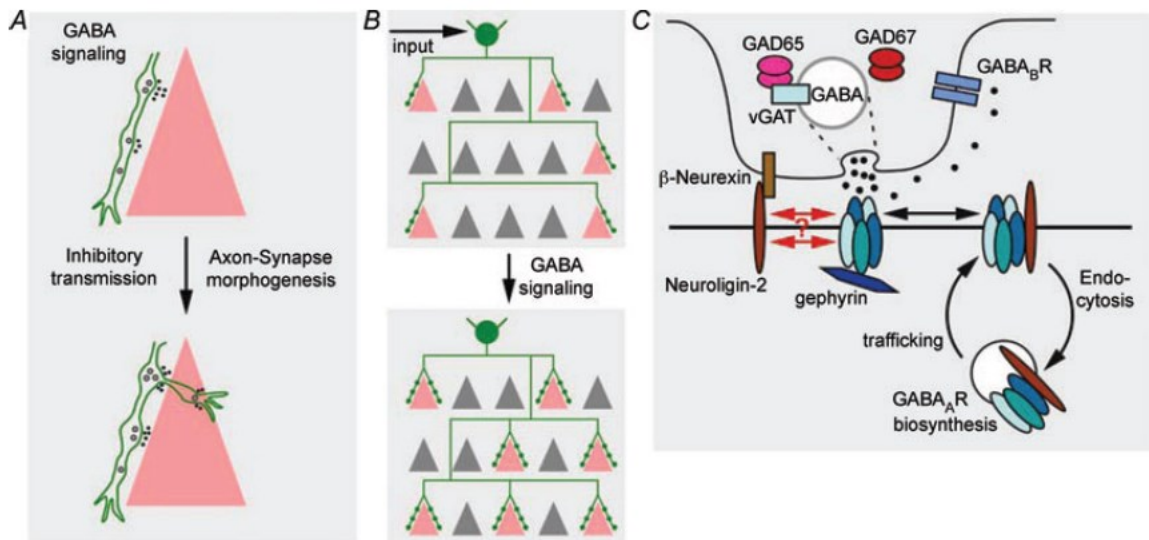 A
GABA
signaling
Inhibitory
transmission
Axon-Synapse
morphogenesis
B
input
GABA
signaling
C
GAD65
GAD67
GABA
vGAT
GABABR
β-Neurexin
?
Neuroligin-2
gephyrin
Endo-
cytosis
trafficking
GABAAR
biosynthesis